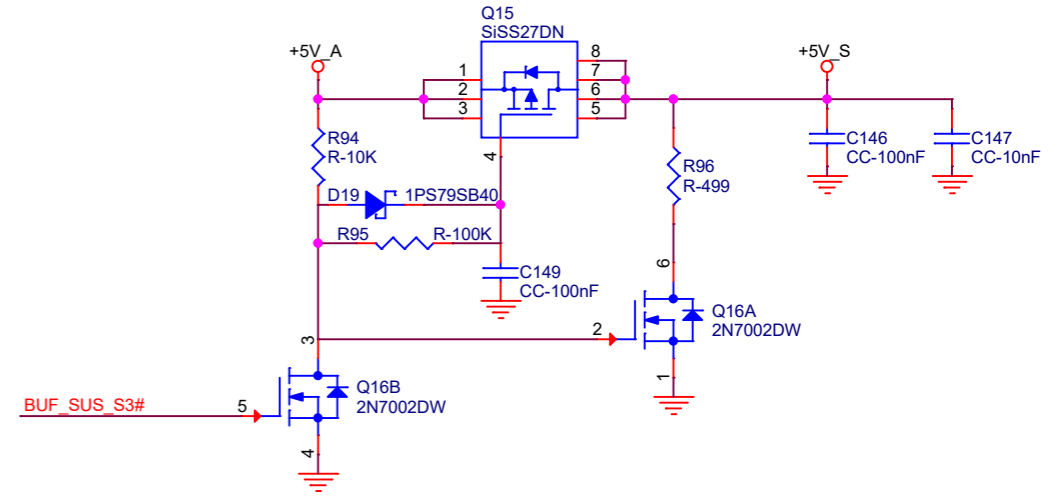 Q15
SiSS27DN
+5V_A
+5V_S
1
2
3
8
7
6
5
4
R94
R-10K
D19
1PS79SB40
R95
R-100K
C149
CC-100nF
R96
R-499
C146
CC-100nF
C147
CC-10nF
6
2
1
Q16A
2N7002DW
3
5
4
Q16B
2N7002DW
BUF_SUS_S3#